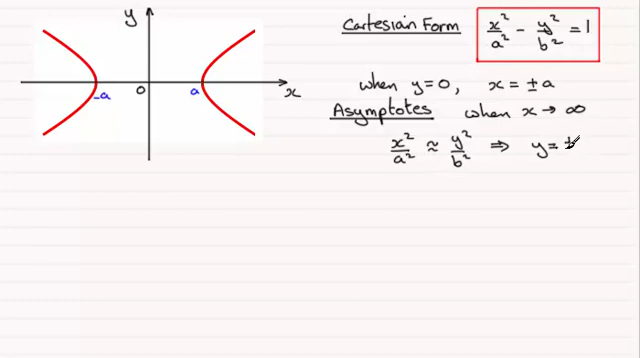 y
-a
0
a
x
Cartesian Form x²/a² - y²/b² = 1
when y=0, x = ±a
Asymptotes when x → ∞
x²/a² ≈ y²/b² ⇒ y = ±